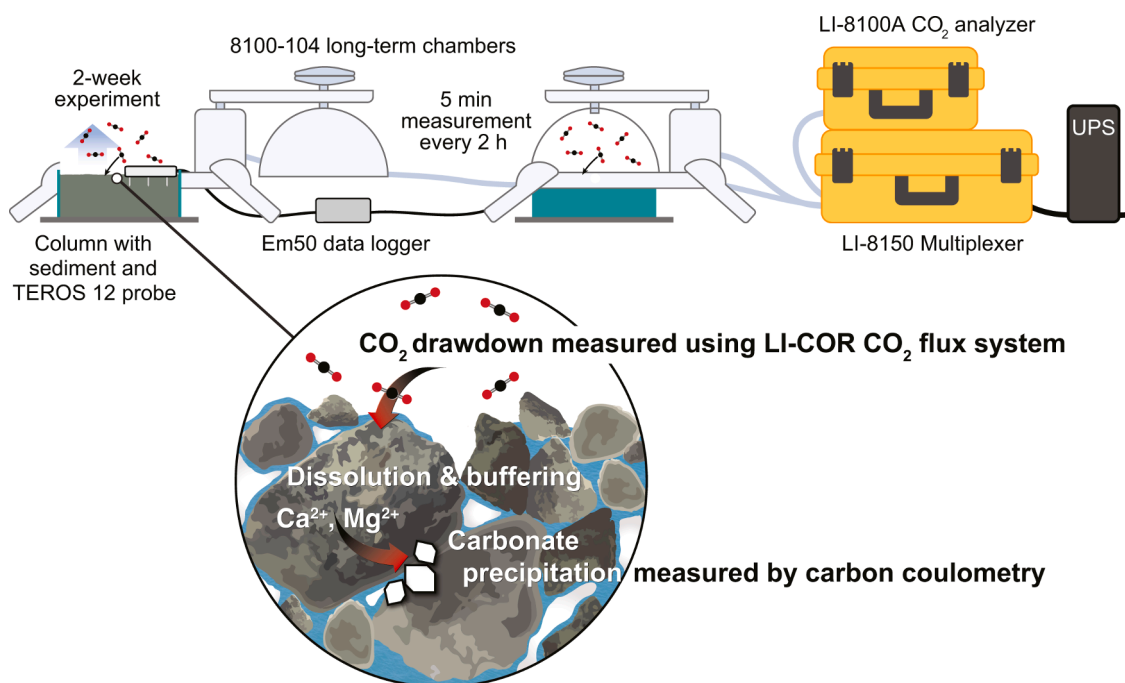 LI-8100A CO₂ analyzer
8100-104 long-term chambers
2-week
experiment
5 min
measurement
every 2 h
UPS
Column with
sediment and
TEROS 12 probe
Em50 data logger
LI-8150 Multiplexer
CO₂ drawdown measured using LI-COR CO₂ flux system
Dissolution & buffering
Ca²⁺, Mg²⁺
Carbonate
precipitation measured by carbon coulometry